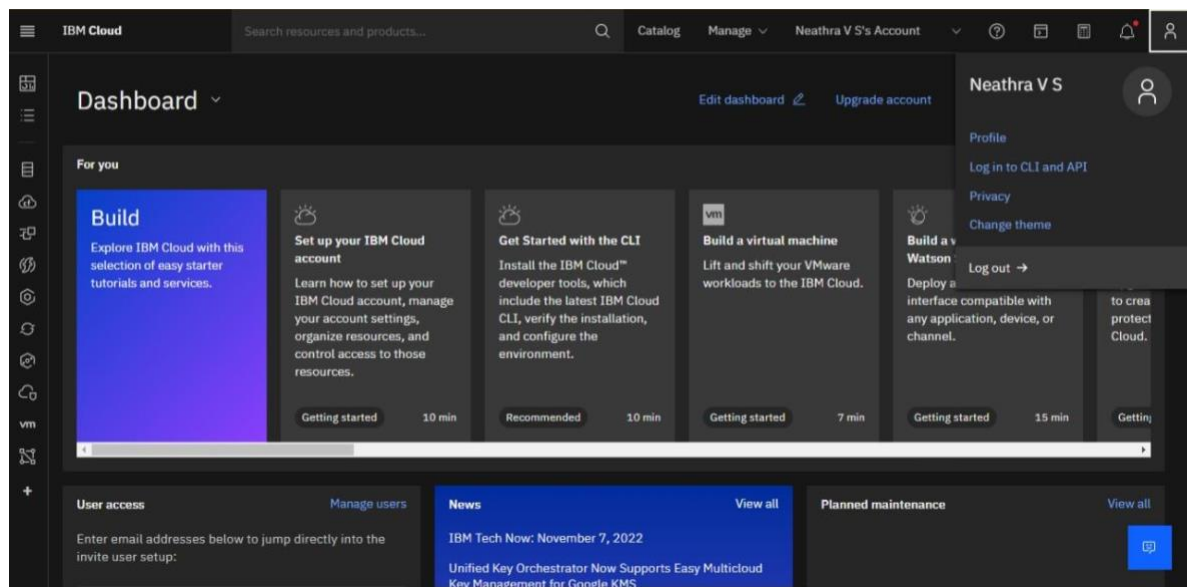 IBM Cloud
Search resources and products...
Catalog
Manage
Neathra V S's Account
Neathra V S
Profile
Log in to CLI and API
Privacy
Change theme
Log out →
Dashboard
Edit dashboard
Upgrade account
For you
Build
Explore IBM Cloud with this
selection of easy starter
tutorials and services.
Set up your IBM Cloud
account
Learn how to set up your
IBM Cloud account, manage
your account settings,
organize resources, and
control access to those
resources.
Getting started
10 min
Get Started with the CLI
Install the IBM Cloud™
developer tools, which
include the latest IBM Cloud
CLI, verify the installation,
and configure the
environment.
Recommended
10 min
vm
Build a virtual machine
Lift and shift your VMware
workloads to the IBM Cloud.
Getting started
7 min
Build a
Watson
Deploy a
interface compatible with
any application, device, or
channel.
Getting started
15 min
to crea
protect
Cloud.
Getting
vm
User access
Manage users
Enter email addresses below to jump directly into the
invite user setup:
News
View all
IBM Tech Now: November 7, 2022
Unified Key Orchestrator Now Supports Easy Multicloud
Key Management for Google KMS
Planned maintenance
View all